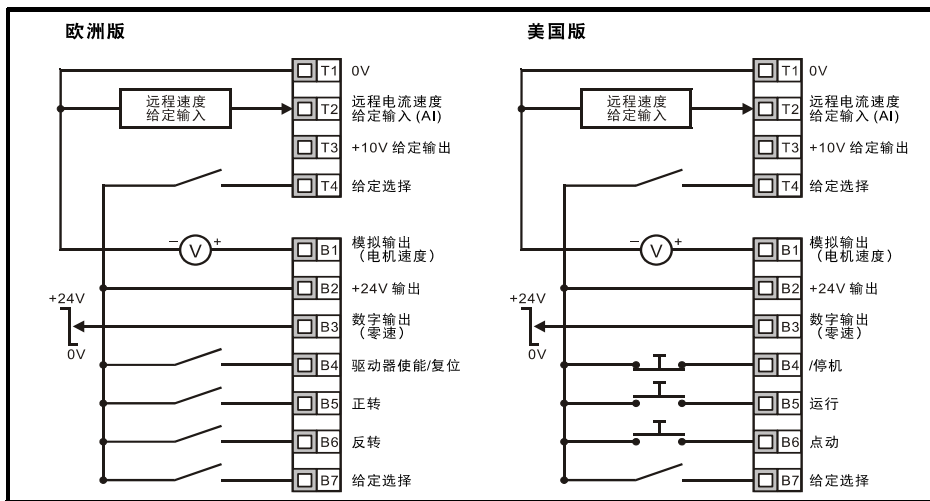 欧洲版
T1 0V
远程速度
给定输入
T2 远程电流速度
给定输入 (AI)
T3 +10V 给定输出
T4 给定选择
− V +
B1 模拟输出
（电机速度）
B2 +24V 输出
+24V
0V
B3 数字输出
（零速）
B4 驱动器使能/复位
B5 正转
B6 反转
B7 给定选择
美国版
T1 0V
远程速度
给定输入
T2 远程电流速度
给定输入 (AI)
T3 +10V 给定输出
T4 给定选择
− V +
B1 模拟输出
（电机速度）
B2 +24V 输出
+24V
0V
B3 数字输出
（零速）
B4 /停机
B5 运行
B6 点动
B7 给定选择